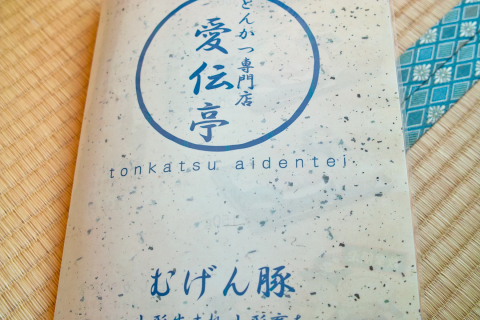 とんかつ専門店
愛伝亭
tonkatsu aidentei
むげん豚